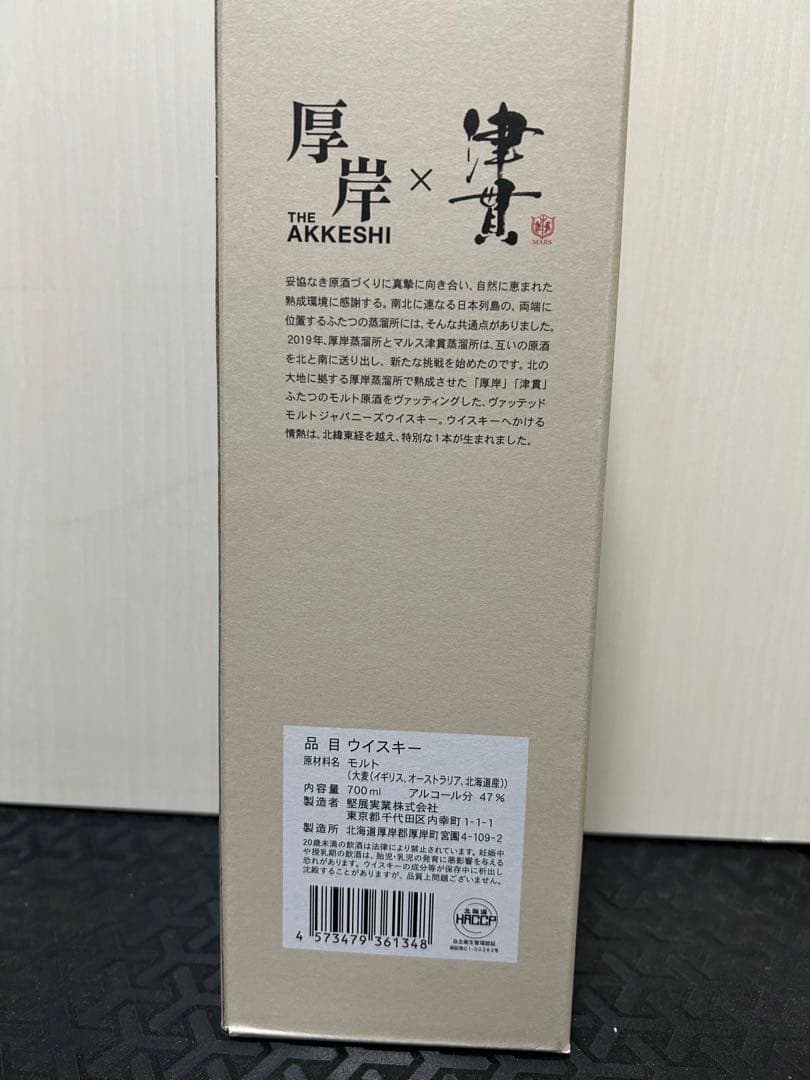 厚岸 × 津貫
THE
AKKESHI
MARS
妥協なき原酒づくりに真摯に向き合い、自然に恵まれた
熟成環境に感謝する。南北に連なる日本列島の、両端に
位置するふたつの蒸溜所には、そんな共通点がありました。
2019年、厚岸蒸溜所とマルス津貫蒸溜所は、互いの原酒
を北と南に送り出し、新たな挑戦を始めたのです。北の
大地に拠する厚岸蒸溜所で熟成させた「厚岸」「津貫」
ふたつのモルト原酒をヴァッティングした、ヴァッテッド
モルトジャパニーズウイスキー。ウイスキーへかける
情熱は、北緯東経を越え、特別な1本が生まれました。
品目 ウイスキー
原材料名 モルト
（大麦（イギリス、オーストラリア、北海道産））
内容量 700ml アルコール分 47%
製造者 堅展実業株式会社
東京都千代田区内幸町1-1-1
製造所 北海道厚岸郡厚岸町宮園4-109-2
20歳未満の飲酒は法律により禁止されています。妊娠中
や授乳期の飲酒は、胎児・乳児の発育に悪影響を与える
恐れがあります。ウイスキーの成分等が保存中に析出し
沈殿することがありますが、品質上問題ございません。
4 573479 361348
北海道
HACCP
自主衛生管理認証